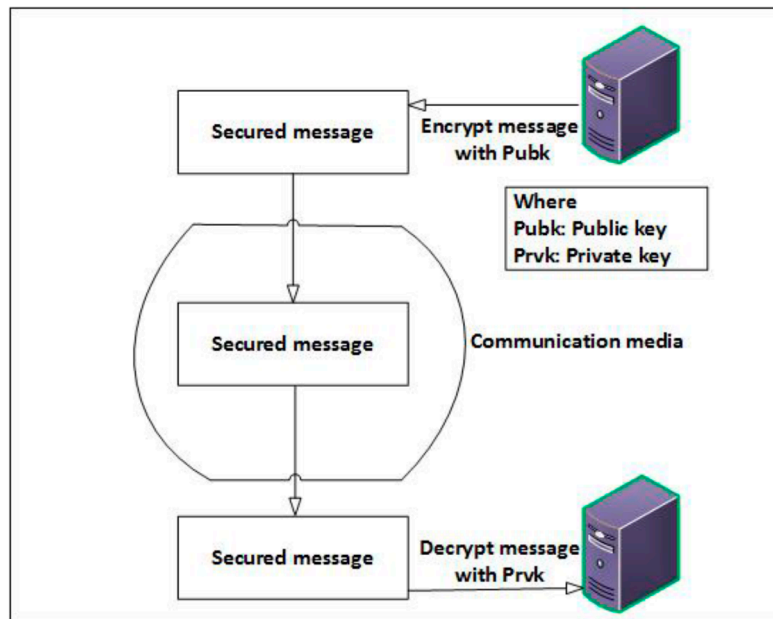 Secured message
Encrypt message
with Pubk
Where
Pubk: Public key
Prvk: Private key
Secured message
Communication media
Secured message
Decrypt message
with Prvk